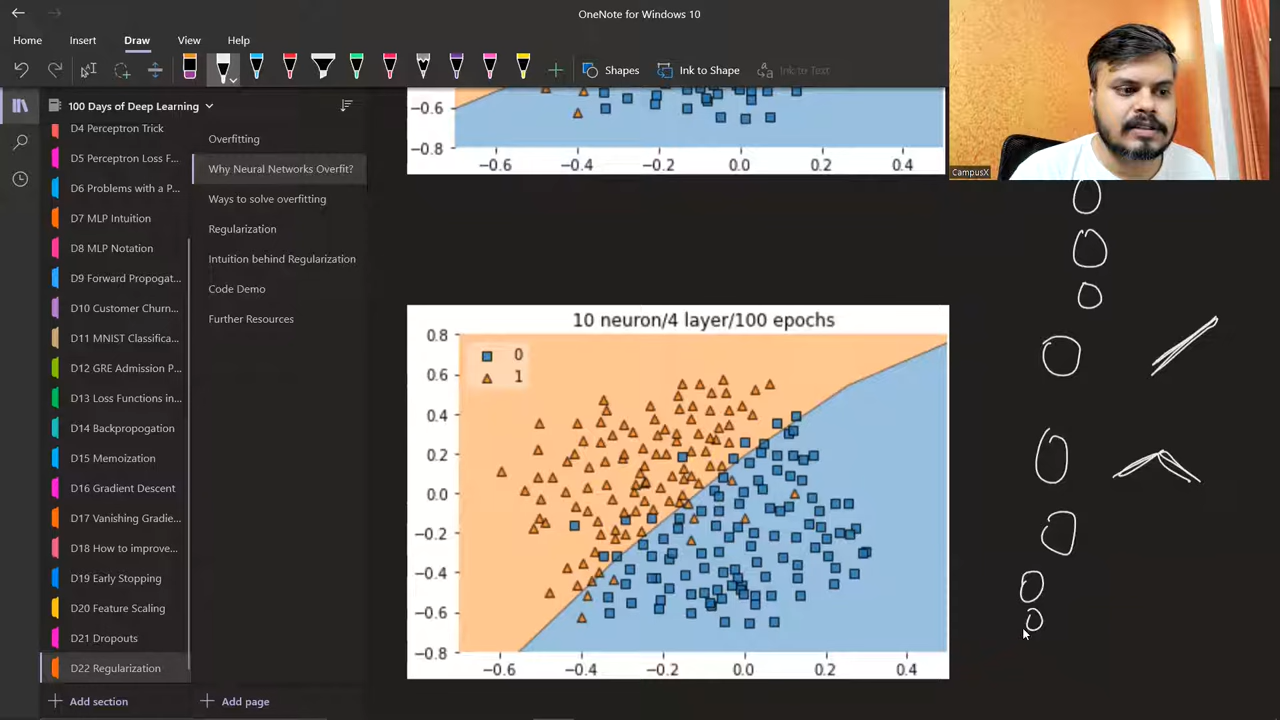 OneNote for Windows 10
Home Insert Draw View Help
Shapes Ink to Shape Ink to Text
100 Days of Deep Learning
D4 Perceptron Trick
D5 Perceptron Loss F...
D6 Problems with a P...
D7 MLP Intuition
D8 MLP Notation
D9 Forward Propogat...
D10 Customer Churn...
D11 MNIST Classifica...
D12 GRE Admission P...
D13 Loss Functions in...
D14 Backpropogation
D15 Memoization
D16 Gradient Descent
D17 Vanishing Gradie...
D18 How to improve...
D19 Early Stopping
D20 Feature Scaling
D21 Dropouts
D22 Regularization
Add section
Overfitting
Why Neural Networks Overfit?
Ways to solve overfitting
Regularization
Intuition behind Regularization
Code Demo
Further Resources
Add page
−0.6
−0.8
−0.6 −0.4 −0.2 0.0 0.2 0.4
CampusX
10 neuron/4 layer/100 epochs
0
1
0.8
0.6
0.4
0.2
0.0
−0.2
−0.4
−0.6
−0.8
−0.6 −0.4 −0.2 0.0 0.2 0.4